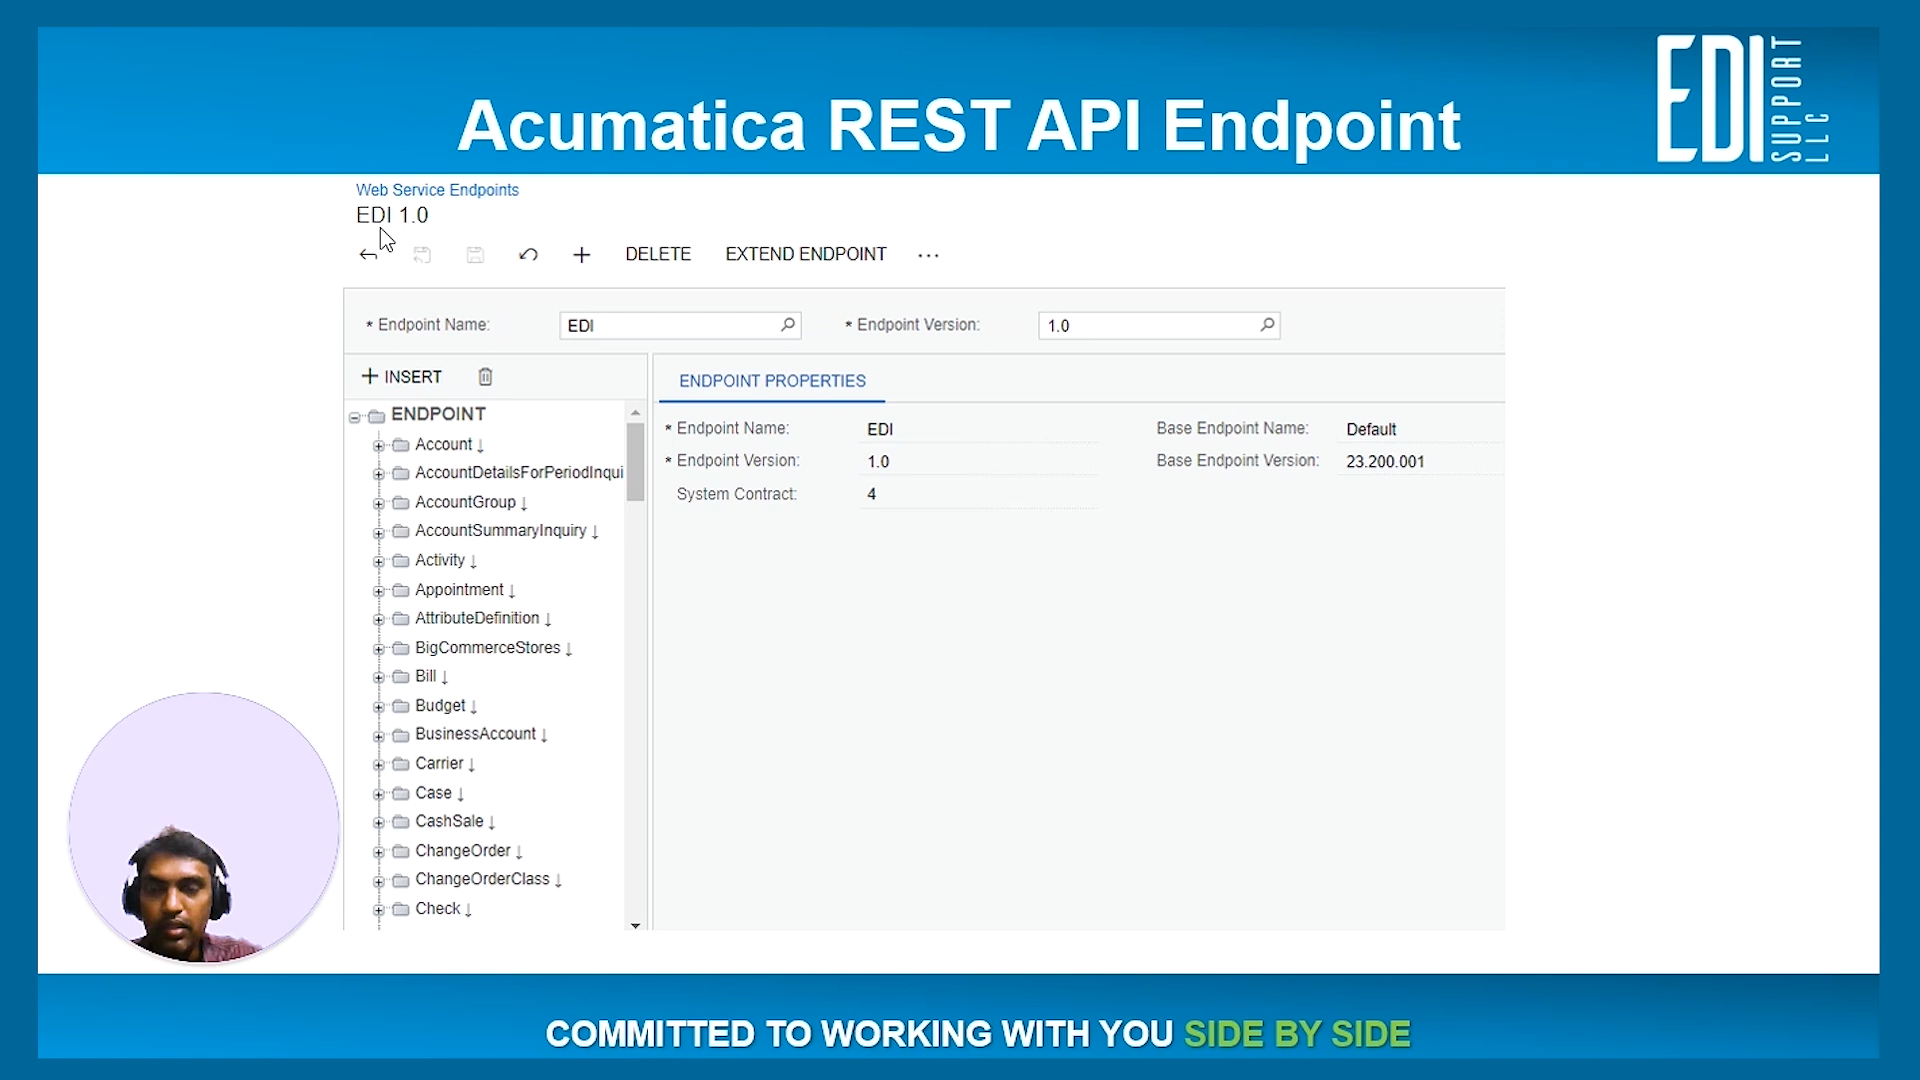 Acumatica REST API Endpoint
EDI
SUPPORT
LLC
Web Service Endpoints
EDI 1.0
DELETE EXTEND ENDPOINT ...
* Endpoint Name: EDI * Endpoint Version: 1.0
+ INSERT
ENDPOINT
Account ↓
AccountDetailsForPeriodInqui
AccountGroup ↓
AccountSummaryInquiry ↓
Activity ↓
Appointment ↓
AttributeDefinition ↓
BigCommerceStores ↓
Bill ↓
Budget ↓
BusinessAccount ↓
Carrier ↓
Case ↓
CashSale ↓
ChangeOrder ↓
ChangeOrderClass ↓
Check ↓
ENDPOINT PROPERTIES
* Endpoint Name: EDI Base Endpoint Name: Default
* Endpoint Version: 1.0 Base Endpoint Version: 23.200.001
System Contract: 4
COMMITTED TO WORKING WITH YOU SIDE BY SIDE